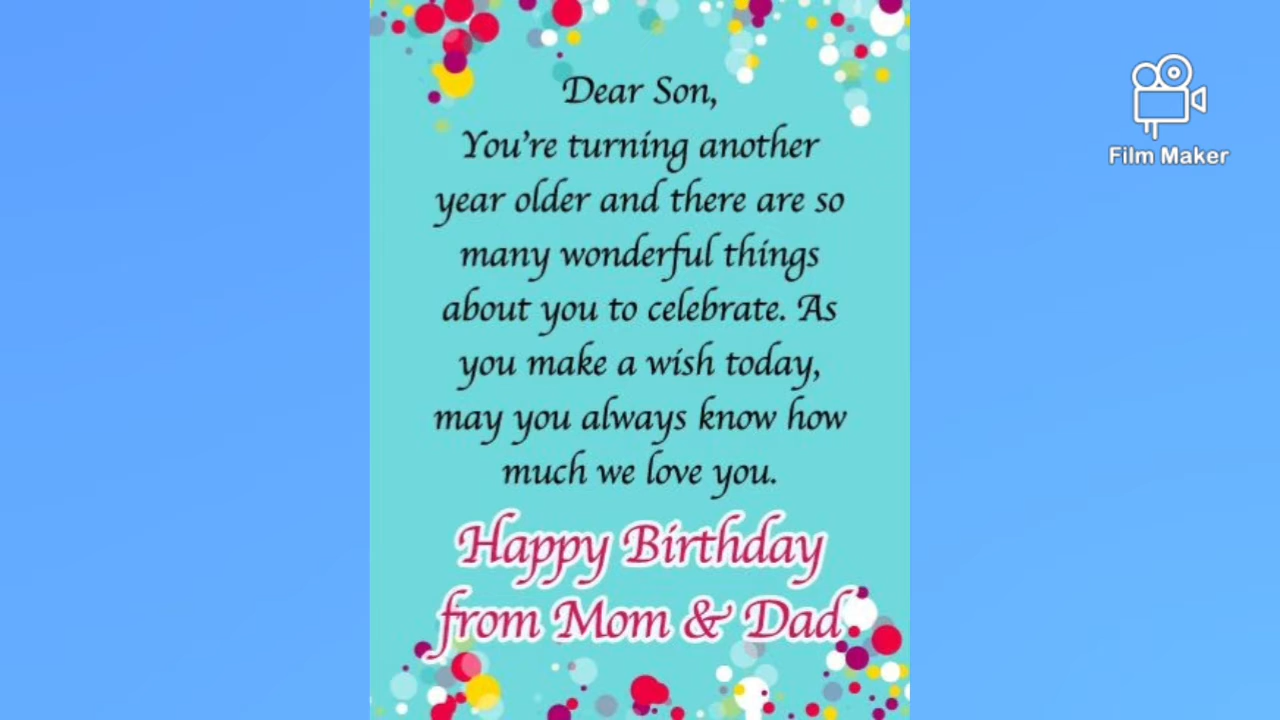 Dear Son,
You're turning another
year older and there are so
many wonderful things
about you to celebrate. As
you make a wish today,
may you always know how
much we love you.
Happy Birthday
from Mom & Dad
Film Maker